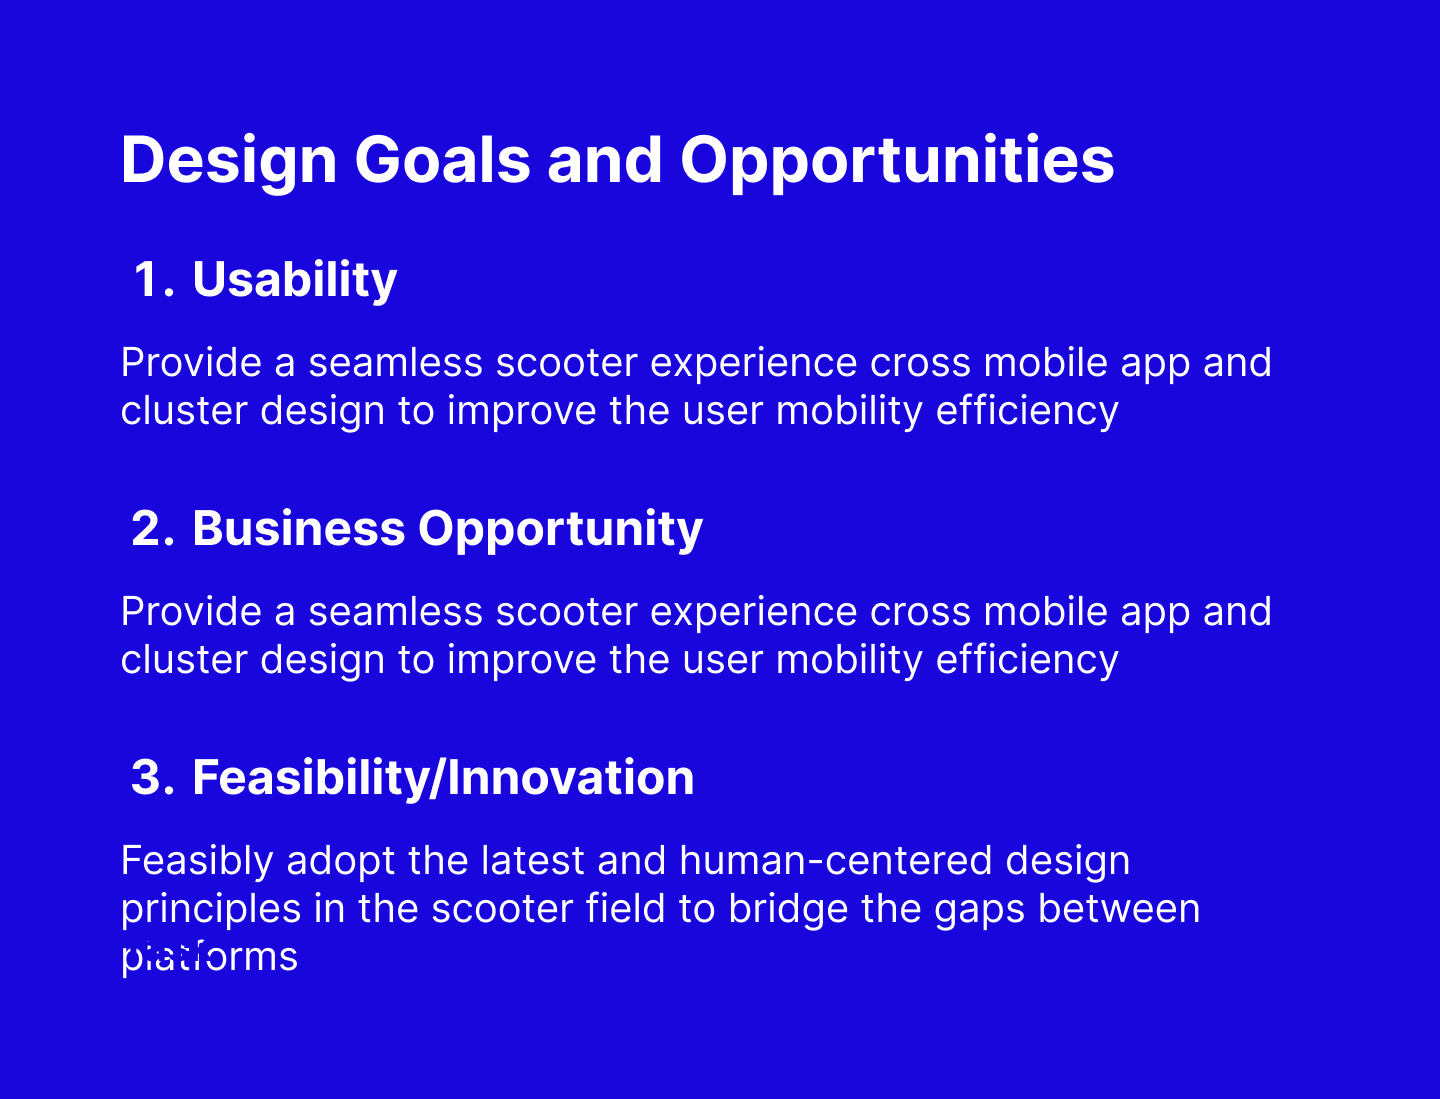 Design Goals and Opportunities
1. Usability
Provide a seamless scooter experience cross mobile app and
cluster design to improve the user mobility efficiency
2. Business Opportunity
Provide a seamless scooter experience cross mobile app and
cluster design to improve the user mobility efficiency
3. Feasibility/Innovation
Feasibly adopt the latest and human-centered design
principles in the scooter field to bridge the gaps between
platforms